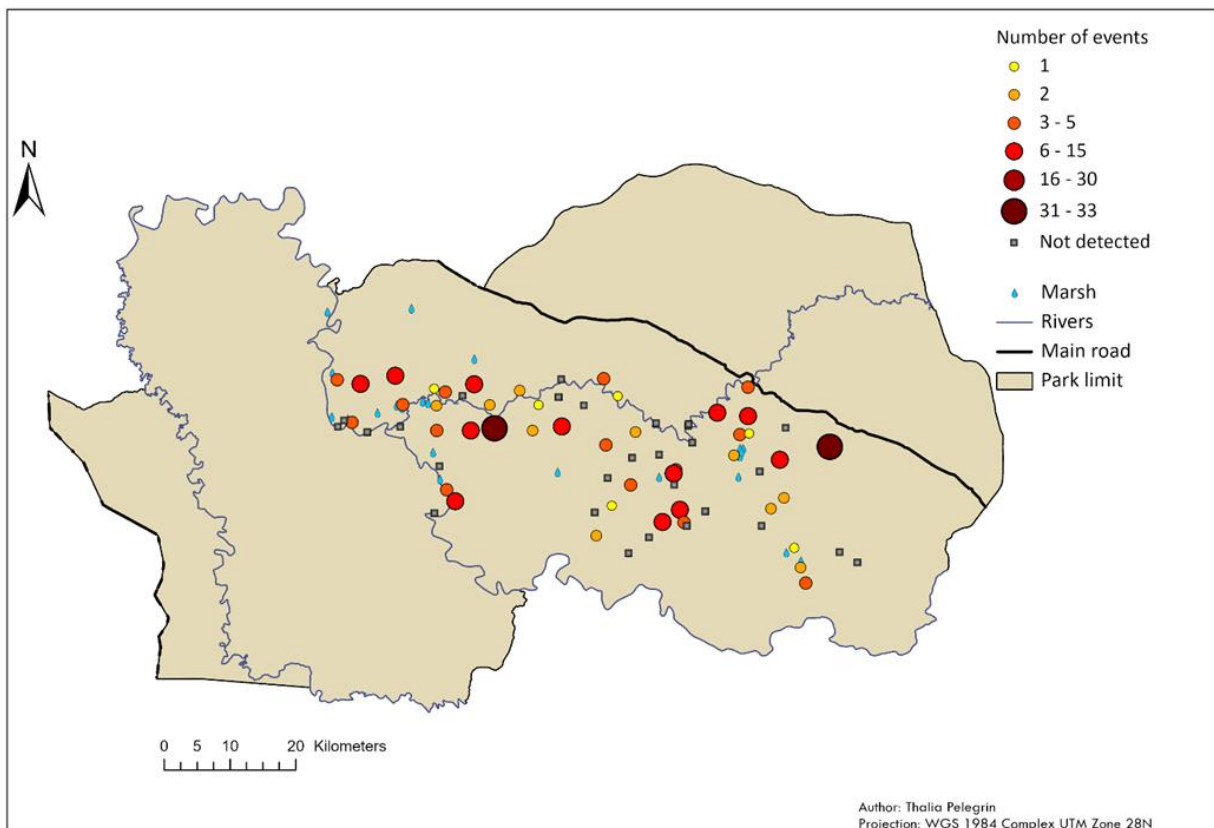 Number of events
1
2
3 - 5
6 - 15
16 - 30
31 - 33
Not detected
Marsh
Rivers
Main road
Park limit
N
0 5 10 20 Kilometers
Author: Thalia Pelegrin
Projection: WGS 1984 Complex UTM Zone 28N